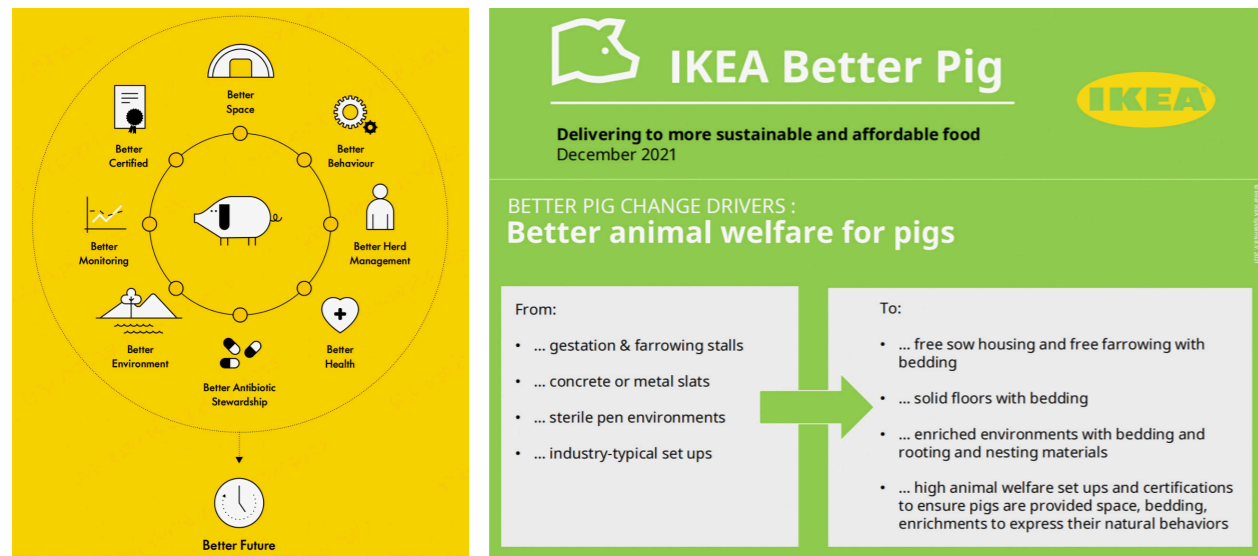 Better
Space
Better
Behaviour
Better Herd
Management
Better
Health
Better Antibiotic
Stewardship
Better
Environment
Better
Monitoring
Better
Certified
Better Future
IKEA Better Pig
IKEA
Delivering to more sustainable and affordable food
December 2021
BETTER PIG CHANGE DRIVERS :
Better animal welfare for pigs
From:
• ... gestation & farrowing stalls
• ... concrete or metal slats
• ... sterile pen environments
• ... industry-typical set ups
To:
• ... free sow housing and free farrowing with
bedding
• ... solid floors with bedding
• ... enriched environments with bedding and
rooting and nesting materials
• ... high animal welfare set ups and certifications
to ensure pigs are provided space, bedding,
enrichments to express their natural behaviors